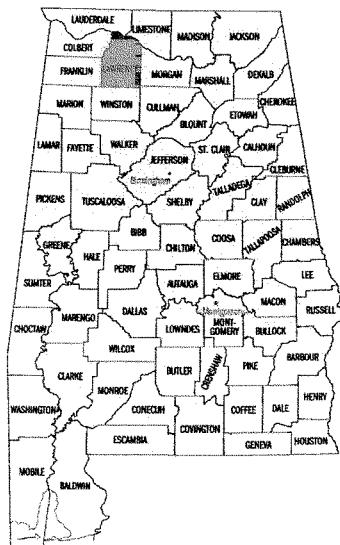 LAUDERDALE
LIMESTONE
MADISON
JACKSON
COLBERT
LAWRENCE
FRANKLIN
MORGAN
MARSHALL
DEKALB
MARION
WINSTON
CULLMAN
CHEROKEE
ETOWAH
BLOUNT
LAMAR
FAYETTE
WALKER
JEFFERSON
ST. CLAIR
CALHOUN
CLEBURNE
Birmingham
TALLADEGA
PICKENS
TUSCALOOSA
SHELBY
CLAY
RANDOLPH
BIBB
GREENE
HALE
CHILTON
COOSA
TALLAPOOSA
CHAMBERS
PERRY
SUMTER
AUTAUGA
ELMORE
LEE
MARENGO
DALLAS
MACON
Montgomery
RUSSELL
CHOCTAW
LOWNDES
MONT-
GOMERY
BULLOCK
WILCOX
BARBOUR
CLARKE
BUTLER
CRENSHAW
PIKE
MONROE
HENRY
WASHINGTON
CONECUH
COFFEE
DALE
COVINGTON
ESCAMBIA
GENEVA
HOUSTON
MOBILE
BALDWIN